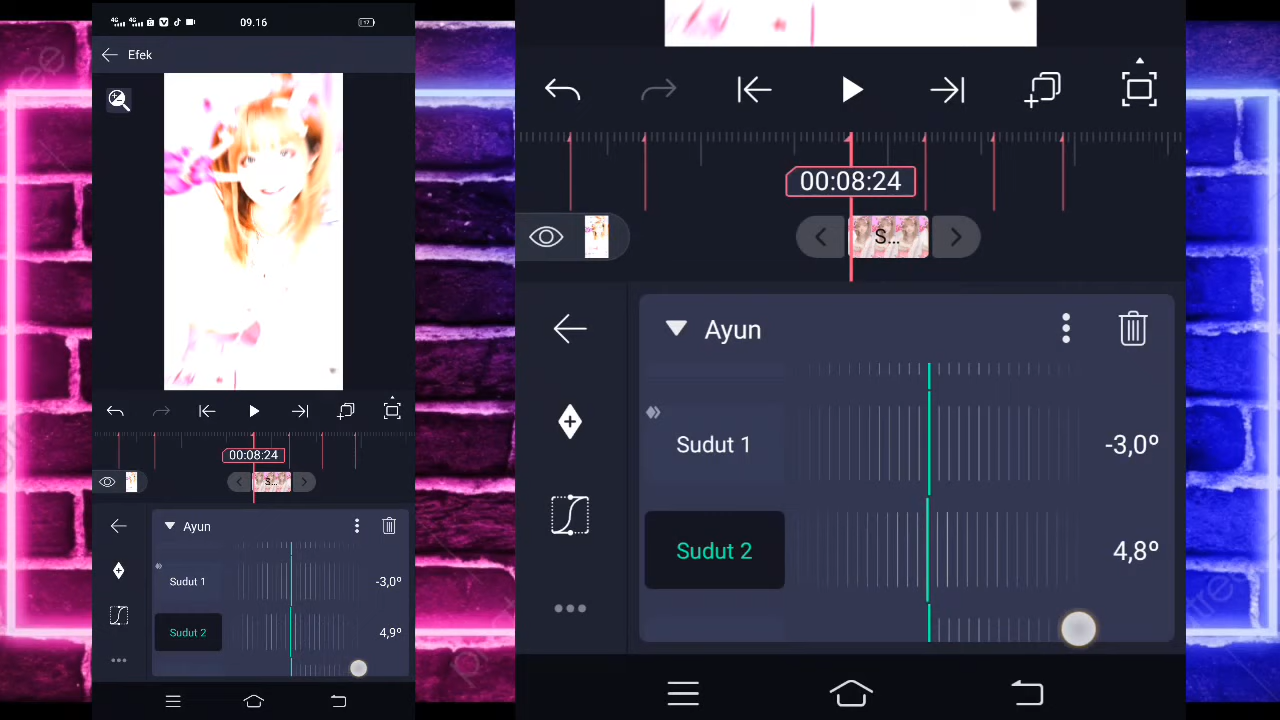 09.16
17
Efek
00:08:24
S...
Ayun
Sudut 1
-3,0º
Sudut 2
4,9º
00:08:24
S...
Ayun
Sudut 1
-3,0º
Sudut 2
4,8º